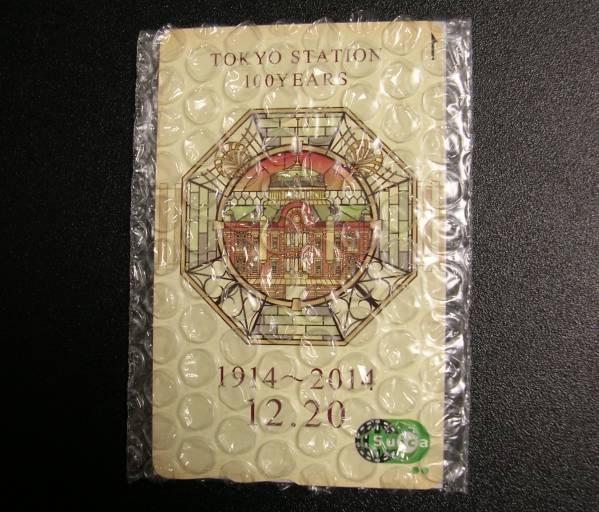 TOKYO STATION
100YEARS
1914～2014
12.20
Suica